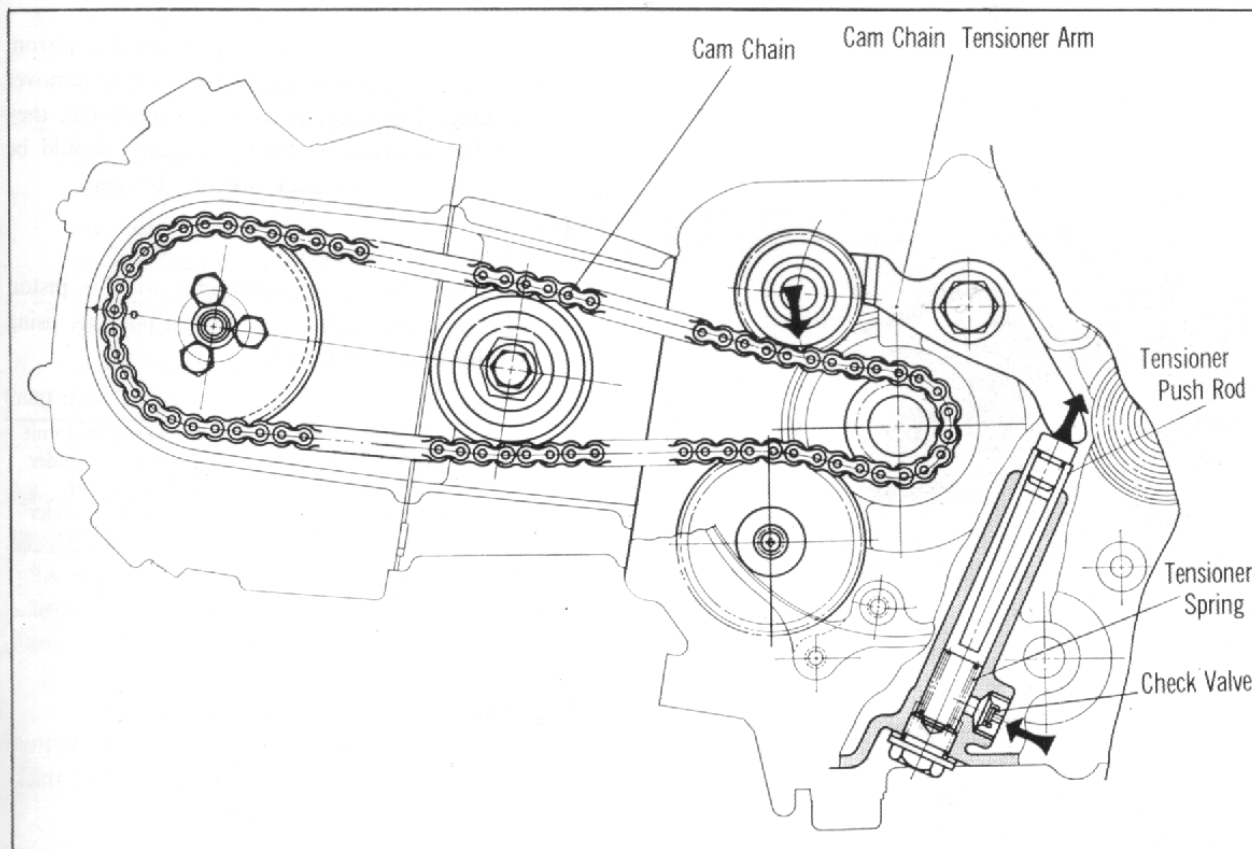 Cam Chain
Cam Chain Tensioner Arm
Tensioner
Push Rod
Tensioner
Spring
Check Valve